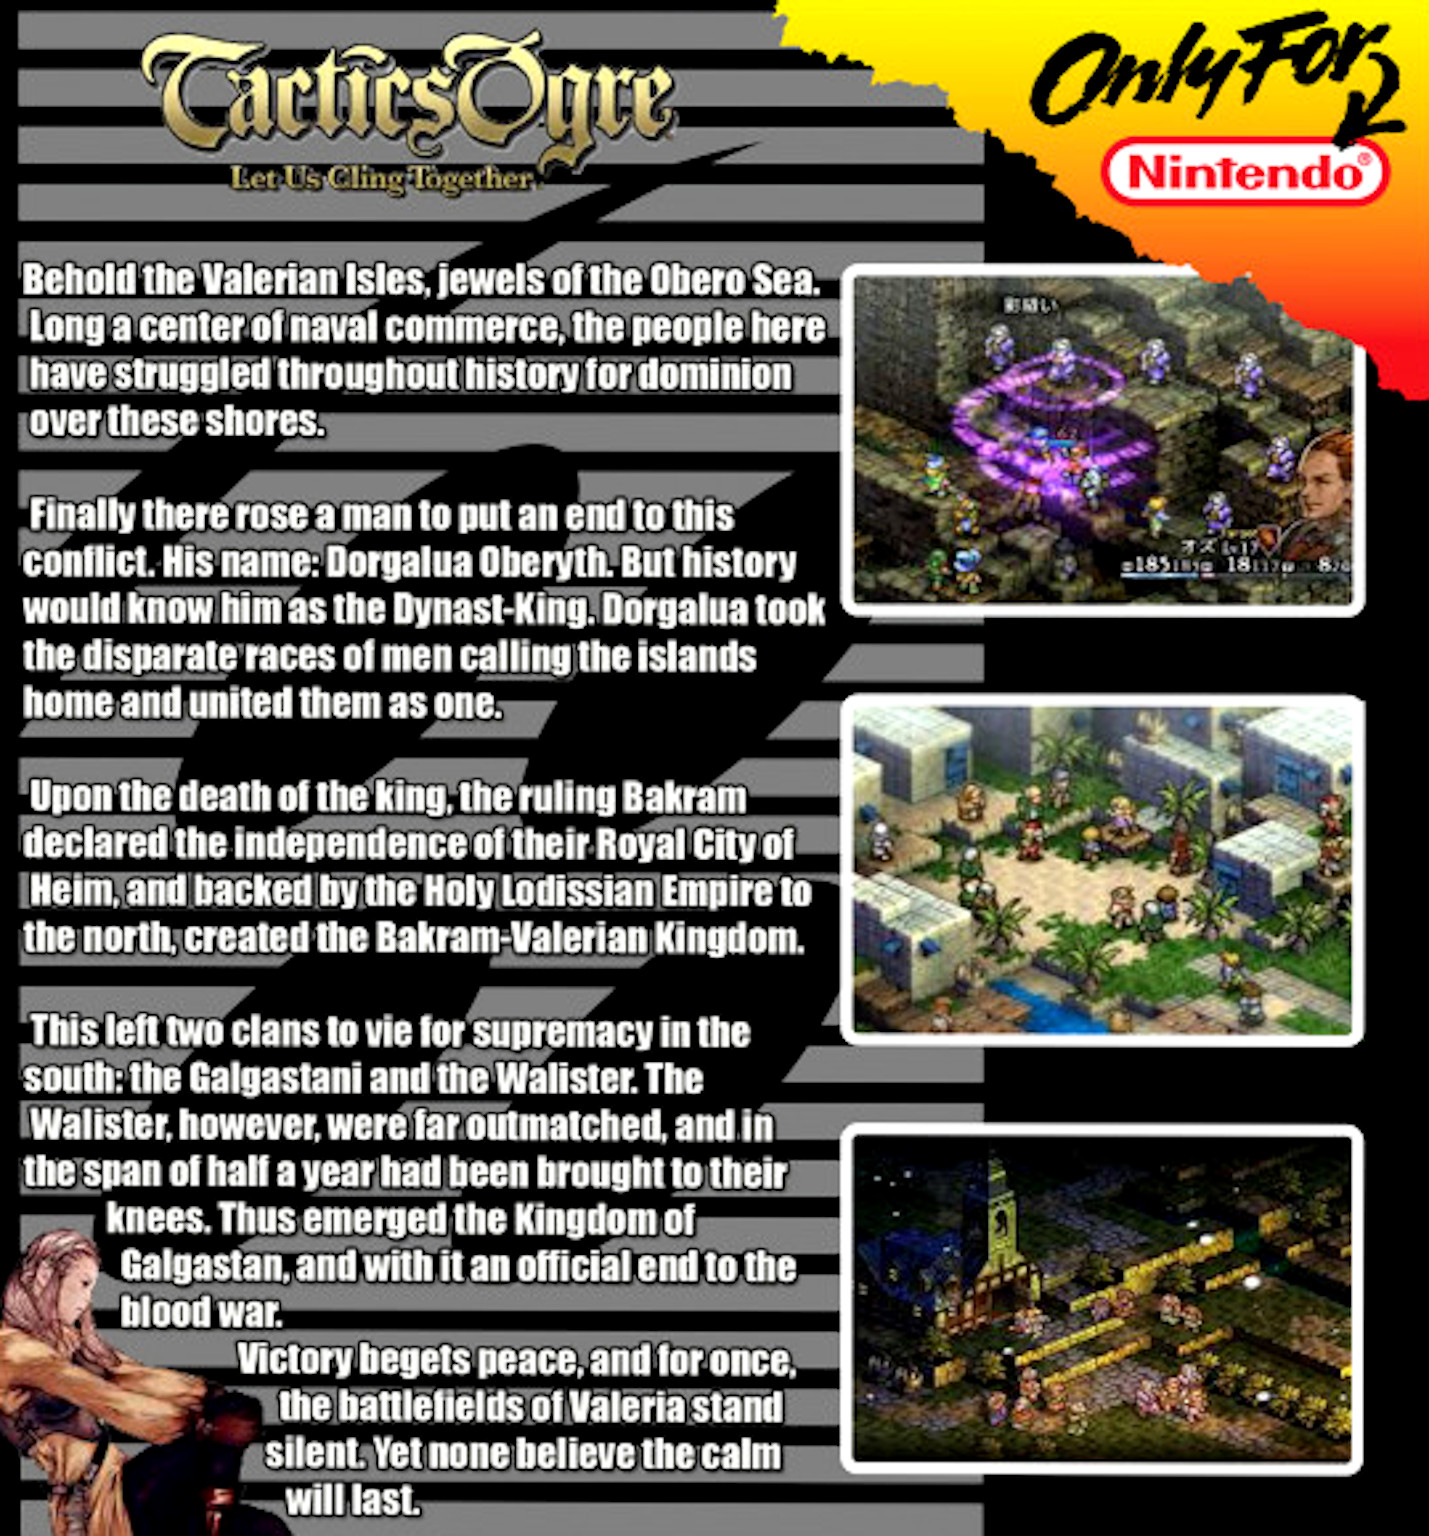 Tactics Ogre
Let Us Cling Together
Only For
Nintendo®
Behold the Valerian Isles, jewels of the Obero Sea.
Long a center of naval commerce, the people here
have struggled throughout history for dominion
over these shores.
Finally there rose a man to put an end to this
conflict. His name: Dorgalua Oberyth. But history
would know him as the Dynast-King. Dorgalua took
the disparate races of men calling the islands
home and united them as one.
Upon the death of the king, the ruling Bakram
declared the independence of their Royal City of
Heim, and backed by the Holy Lodissian Empire to
the north, created the Bakram-Valerian Kingdom.
This left two clans to vie for supremacy in the
south: the Galgastani and the Walister. The
Walister, however, were far outmatched, and in
the span of half a year had been brought to their
knees. Thus emerged the Kingdom of
Galgastan, and with it an official end to the
blood war.
Victory begets peace, and for once,
the battlefields of Valeria stand
silent. Yet none believe the calm
will last.
影縫い
オズ